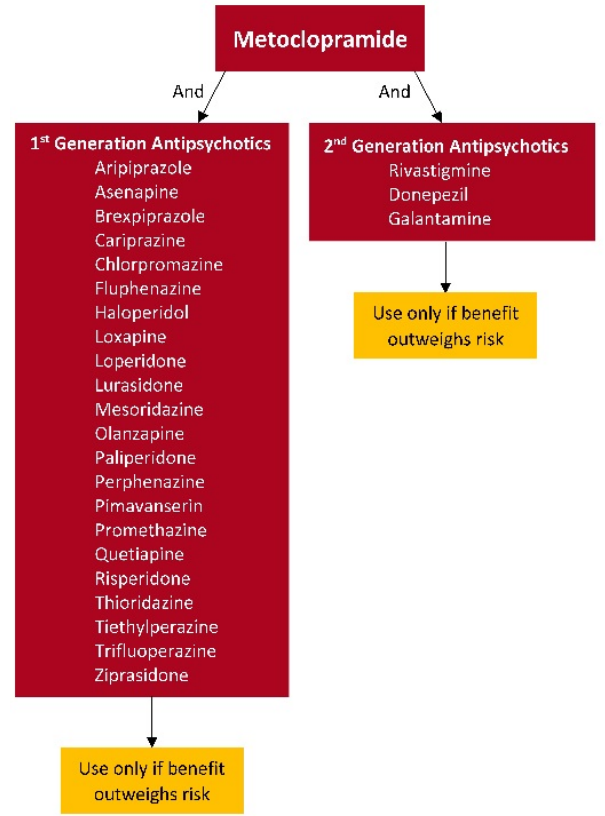 Metoclopramide
And
And
1st Generation Antipsychotics
Aripiprazole
Asenapine
Brexpiprazole
Cariprazine
Chlorpromazine
Fluphenazine
Haloperidol
Loxapine
Loperidone
Lurasidone
Mesoridazine
Olanzapine
Paliperidone
Perphenazine
Pimavanserin
Promethazine
Quetiapine
Risperidone
Thioridazine
Tiethylperazine
Trifluoperazine
Ziprasidone
Use only if benefit
outweighs risk
2nd Generation Antipsychotics
Rivastigmine
Donepezil
Galantamine
Use only if benefit
outweighs risk